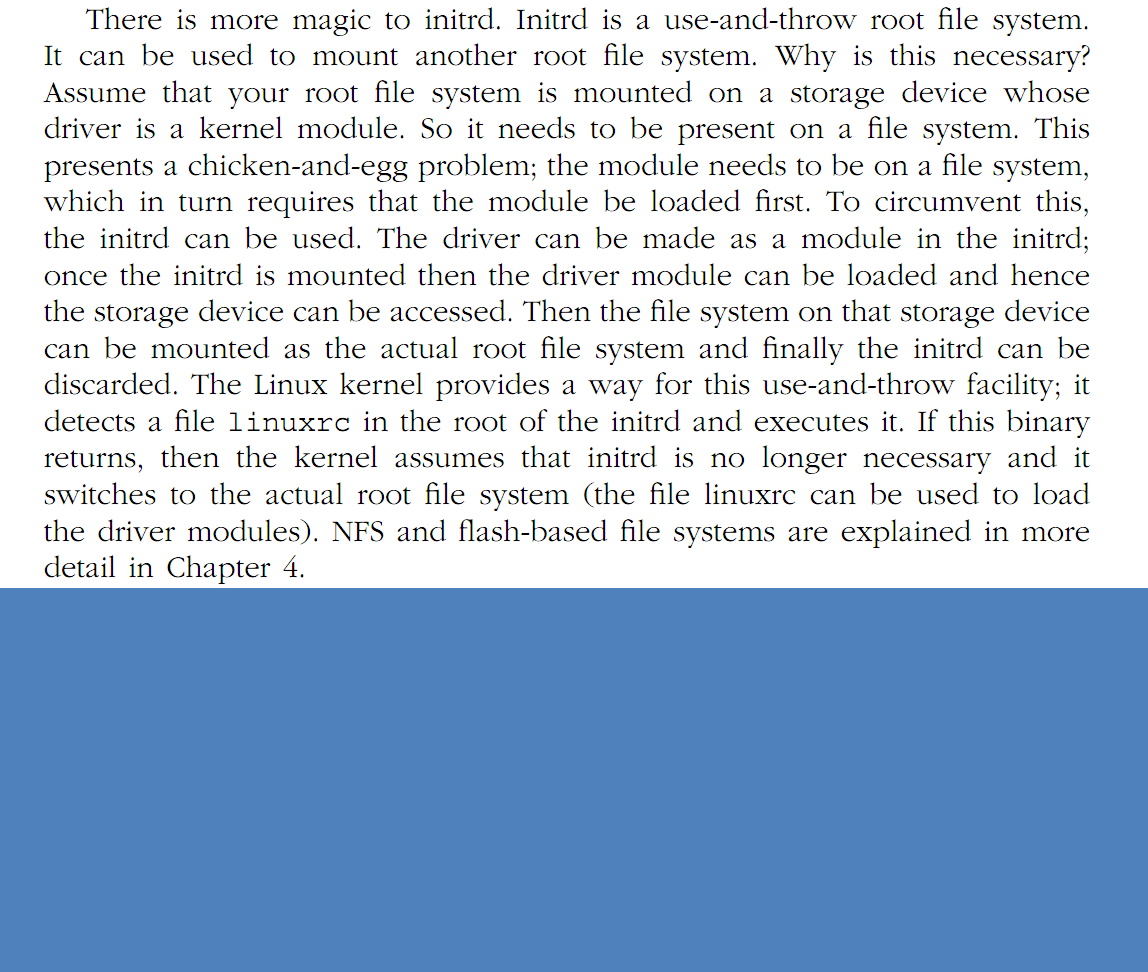 There is more magic to initrd. Initrd is a use-and-throw root file system.
It can be used to mount another root file system. Why is this necessary?
Assume that your root file system is mounted on a storage device whose
driver is a kernel module. So it needs to be present on a file system. This
presents a chicken-and-egg problem; the module needs to be on a file system,
which in turn requires that the module be loaded first. To circumvent this,
the initrd can be used. The driver can be made as a module in the initrd;
once the initrd is mounted then the driver module can be loaded and hence
the storage device can be accessed. Then the file system on that storage device
can be mounted as the actual root file system and finally the initrd can be
discarded. The Linux kernel provides a way for this use-and-throw facility; it
detects a file linuxrc in the root of the initrd and executes it. If this binary
returns, then the kernel assumes that initrd is no longer necessary and it
switches to the actual root file system (the file linuxrc can be used to load
the driver modules). NFS and flash-based file systems are explained in more
detail in Chapter 4.